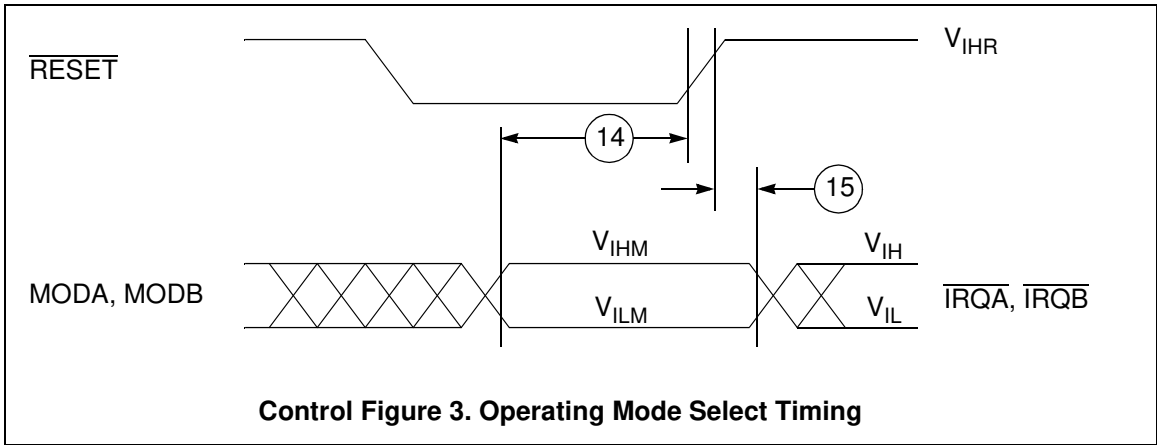 RESET
V_IHR
14
15
V_IHM
V_IH
MODA, MODB
IRQA, IRQB
V_ILM
V_IL
Control Figure 3. Operating Mode Select Timing